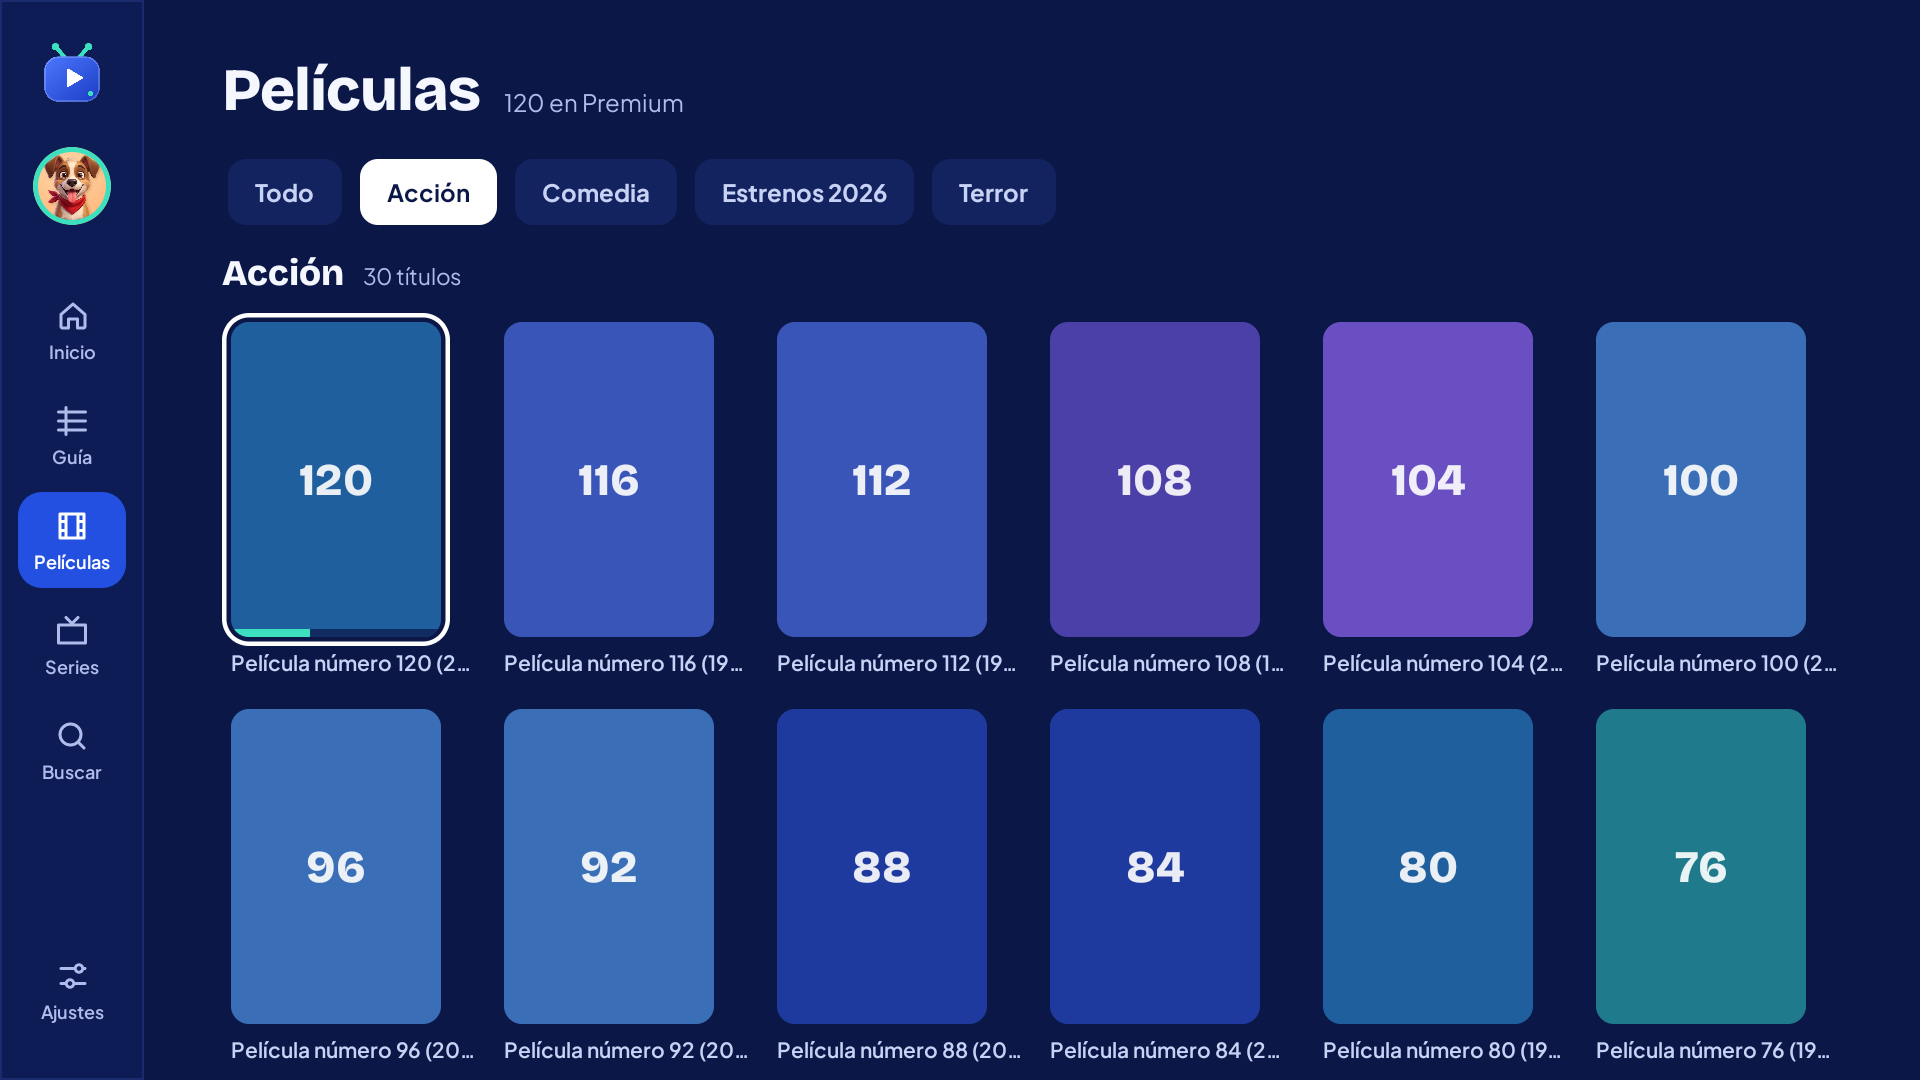 Películas 120 en Premium
Todo Acción Comedia Estrenos 2026 Terror
Acción 30 títulos
Inicio
Guía
Películas
Series
Buscar
Ajustes
120 116 112 108 104 100
Película número 120 (2... Película número 116 (19... Película número 112 (19... Película número 108 (1... Película número 104 (2... Película número 100 (2...
96 92 88 84 80 76
Película número 96 (20... Película número 92 (20... Película número 88 (20... Película número 84 (2... Película número 80 (19... Película número 76 (19...